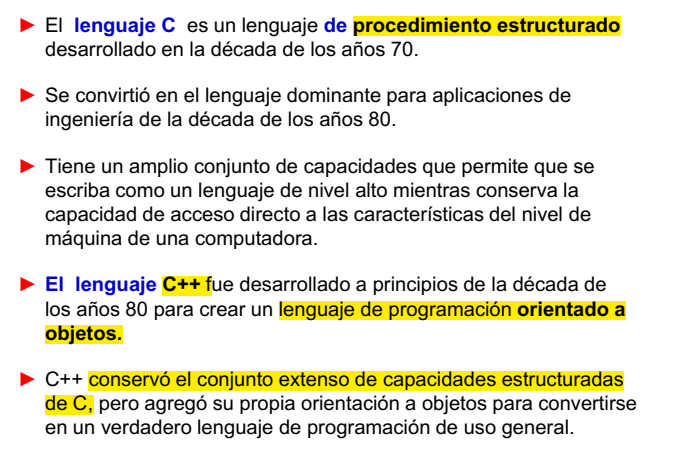 ► El lenguaje C es un lenguaje de procedimiento estructurado
desarrollado en la década de los años 70.
► Se convirtió en el lenguaje dominante para aplicaciones de
ingeniería de la década de los años 80.
► Tiene un amplio conjunto de capacidades que permite que se
escriba como un lenguaje de nivel alto mientras conserva la
capacidad de acceso directo a las características del nivel de
máquina de una computadora.
► El lenguaje C++ fue desarrollado a principios de la década de
los años 80 para crear un lenguaje de programación orientado a
objetos.
► C++ conservó el conjunto extenso de capacidades estructuradas
de C, pero agregó su propia orientación a objetos para convertirse
en un verdadero lenguaje de programación de uso general.